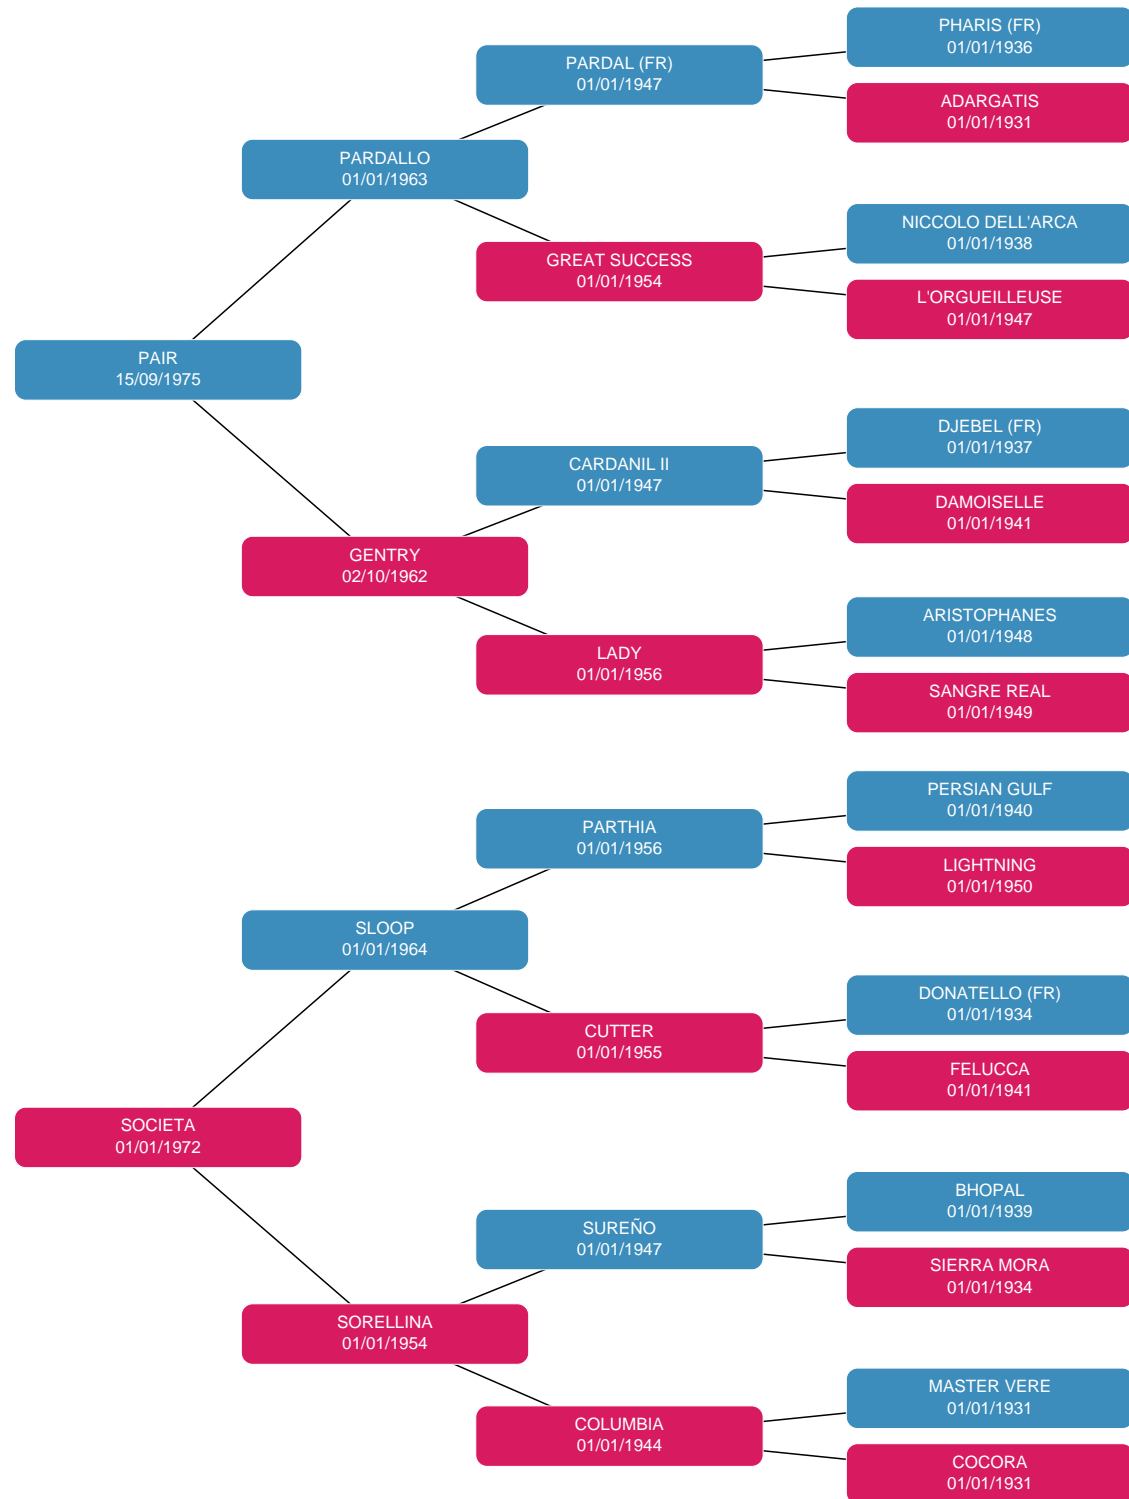 PHARIS (FR)
01/01/1936
PARDAL (FR)
01/01/1947
ADARGATIS
01/01/1931
PARDALLO
01/01/1963
NICCOLO DELL'ARCA
01/01/1938
GREAT SUCCESS
01/01/1954
L'ORGUEILLEUSE
01/01/1947
PAIR
15/09/1975
DJEBEL (FR)
01/01/1937
CARDANIL II
01/01/1947
DAMOISELLE
01/01/1941
GENTRY
02/10/1962
ARISTOPHANES
01/01/1948
LADY
01/01/1956
SANGRE REAL
01/01/1949
PERSIAN GULF
01/01/1940
PARTHIA
01/01/1956
LIGHTNING
01/01/1950
SLOOP
01/01/1964
DONATELLO (FR)
01/01/1934
CUTTER
01/01/1955
FELUCCA
01/01/1941
SOCIETA
01/01/1972
BHOPAL
01/01/1939
SUREÑO
01/01/1947
SIERRA MORA
01/01/1934
SORELLINA
01/01/1954
MASTER VERE
01/01/1931
COLUMBIA
01/01/1944
COCORA
01/01/1931